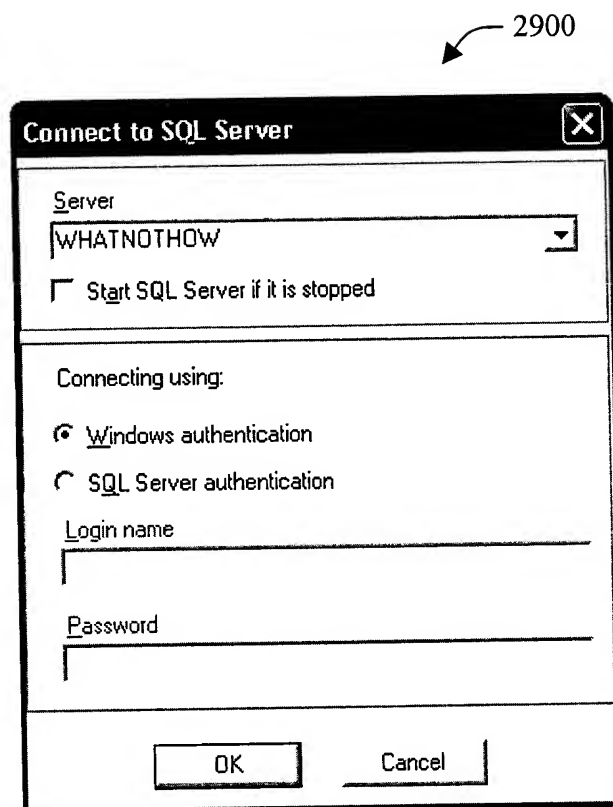 2900
Connect to SQL Server
Server
WHATNOTHOW
Start SQL Server if it is stopped
Connecting using:
Windows authentication
SQL Server authentication
Login name
Password
OK
Cancel